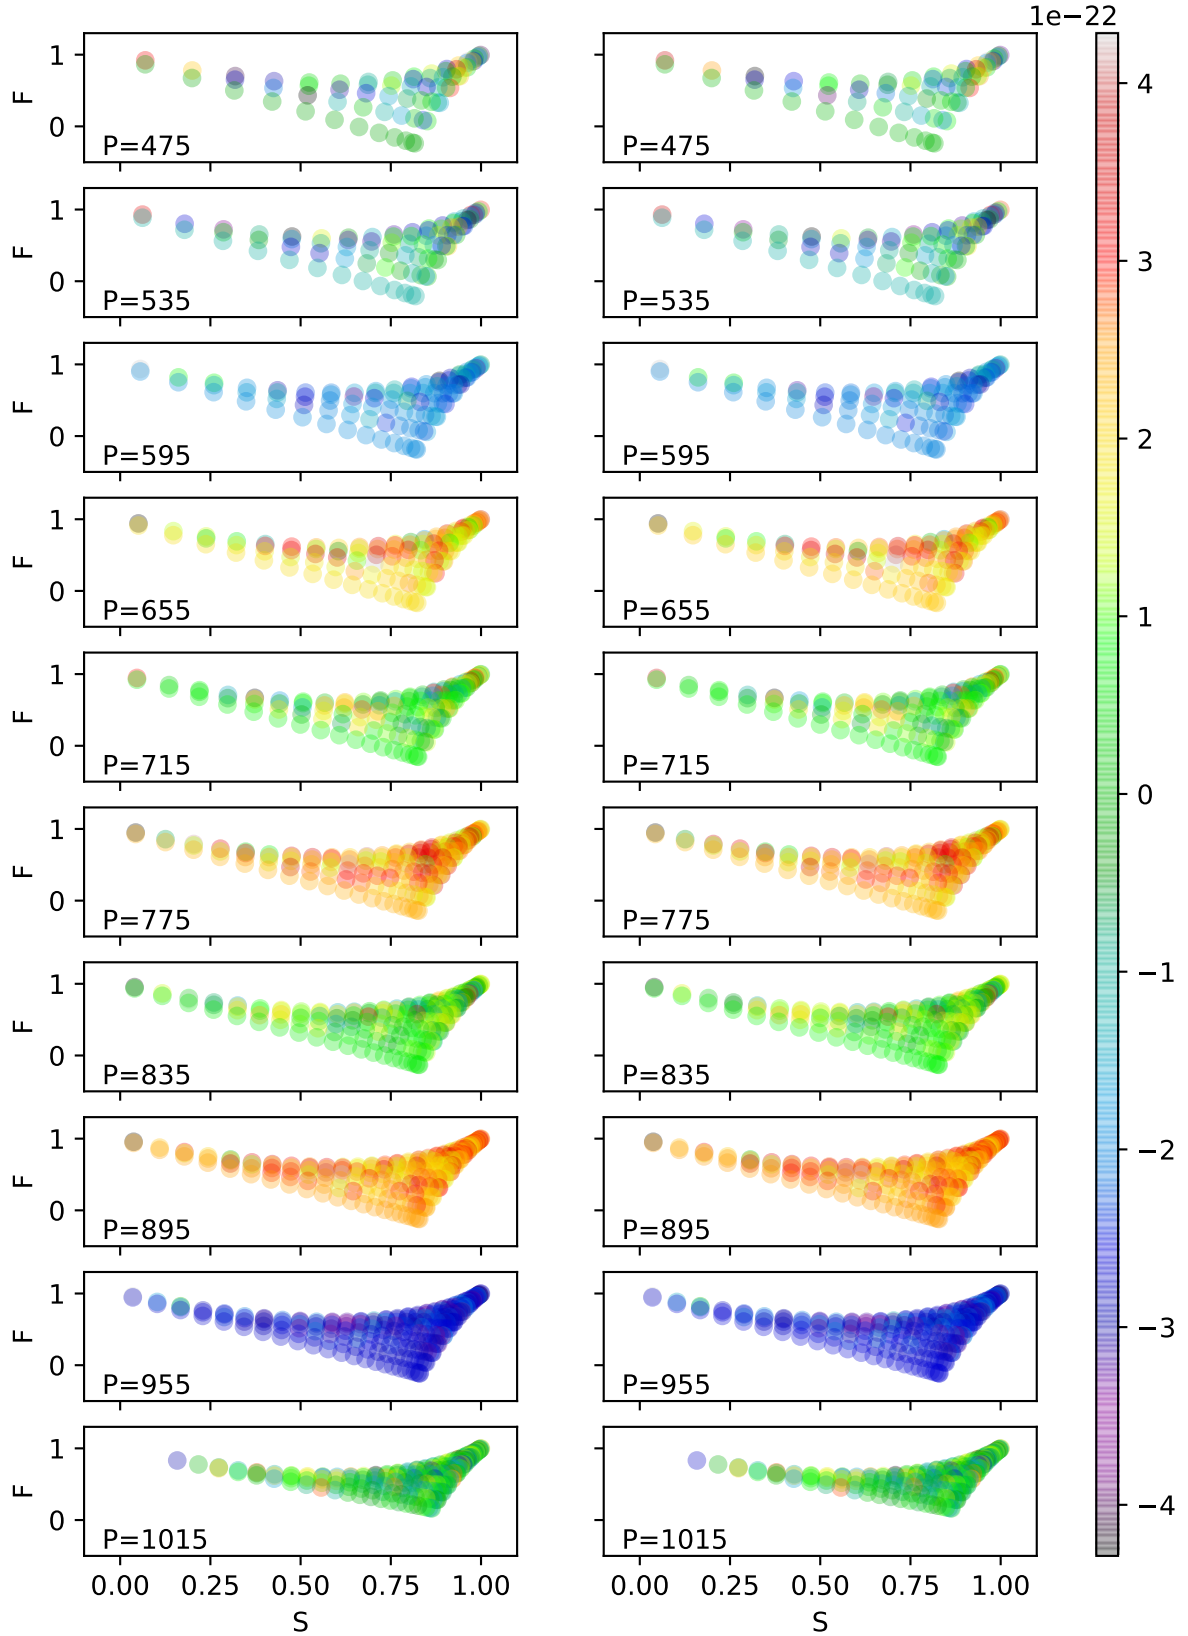 1e−22
1
0
F
P=475
P=475
4
1
0
F
P=535
P=535
3
1
0
F
P=595
P=595
2
1
0
F
P=655
P=655
1
1
0
F
P=715
P=715
0
1
0
F
P=775
P=775
1
0
F
P=835
P=835
−1
1
0
F
P=895
P=895
−2
1
0
F
P=955
P=955
−3
1
0
F
P=1015
P=1015
−4
0.00 0.25 0.50 0.75 1.00 0.00 0.25 0.50 0.75 1.00
S S